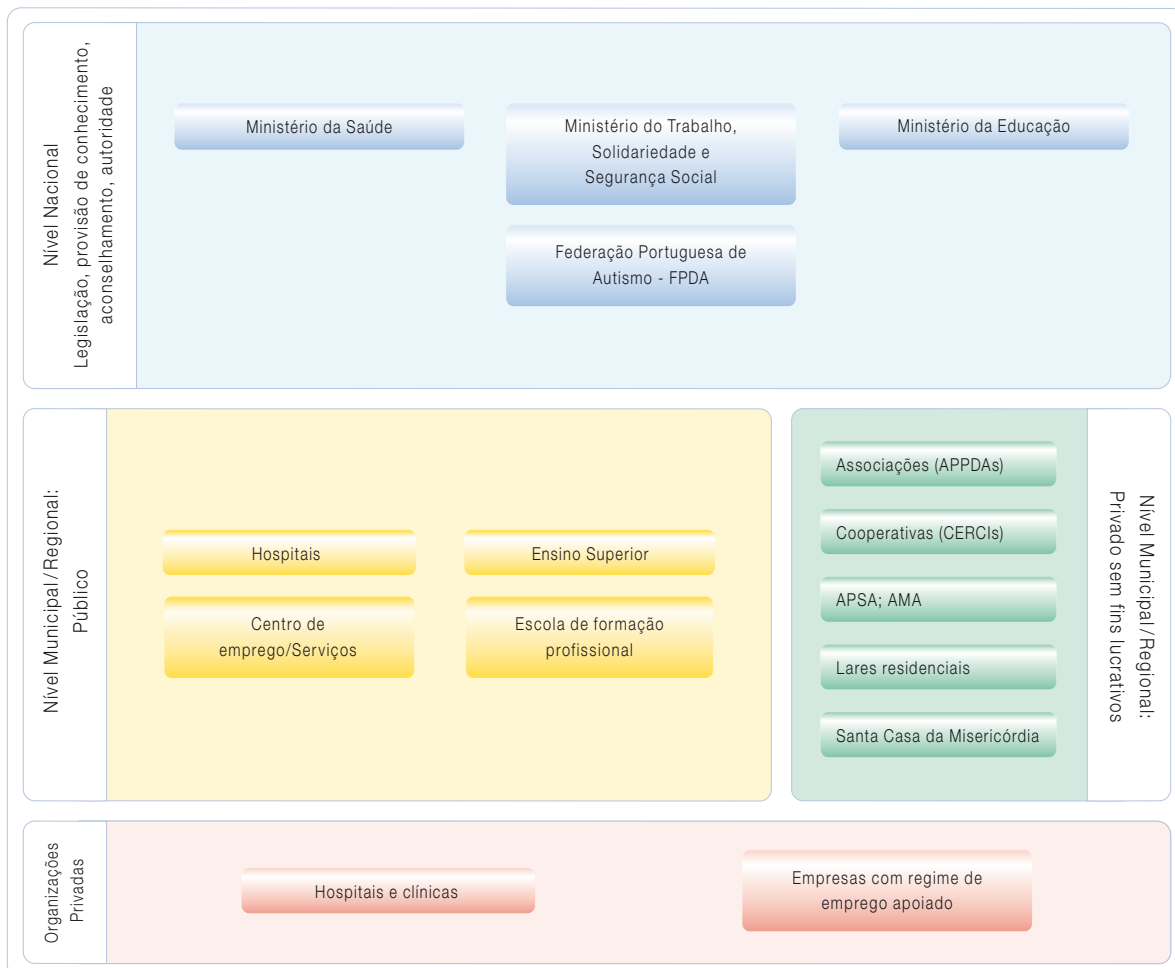 Nível Nacional
Legislação, provisão de conhecimento,
aconselhamento, autoridade
Ministério da Saúde
Ministério do Trabalho,
Solidariedade e
Segurança Social
Ministério da Educação
Federação Portuguesa de
Autismo - FPDA
Nível Municipal/Regional:
Público
Hospitais
Ensino Superior
Centro de
emprego/Serviços
Escola de formação
profissional
Associações (APPDAs)
Cooperativas (CERCIs)
APSA; AMA
Lares residenciais
Santa Casa da Misericórdia
Nível Municipal/Regional:
Privado sem fins lucrativos
Organizações
Privadas
Hospitais e clínicas
Empresas com regime de
emprego apoiado